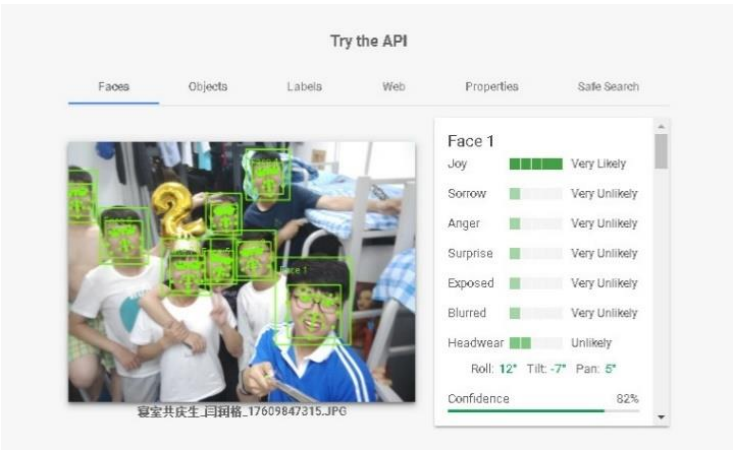 Try the API
Faces
Objects
Labels
Web
Properties
Safe Search
Face 1
Face 1
Joy Very Likely
Sorrow Very Unlikely
Anger Very Unlikely
Surprise Very Unlikely
Exposed Very Unlikely
Blurred Very Unlikely
Headwear Unlikely
Roll: 12° Tilt: -7° Pan: 5°
Confidence 82%
寝室共庆生_闫润格_17609847315.JPG